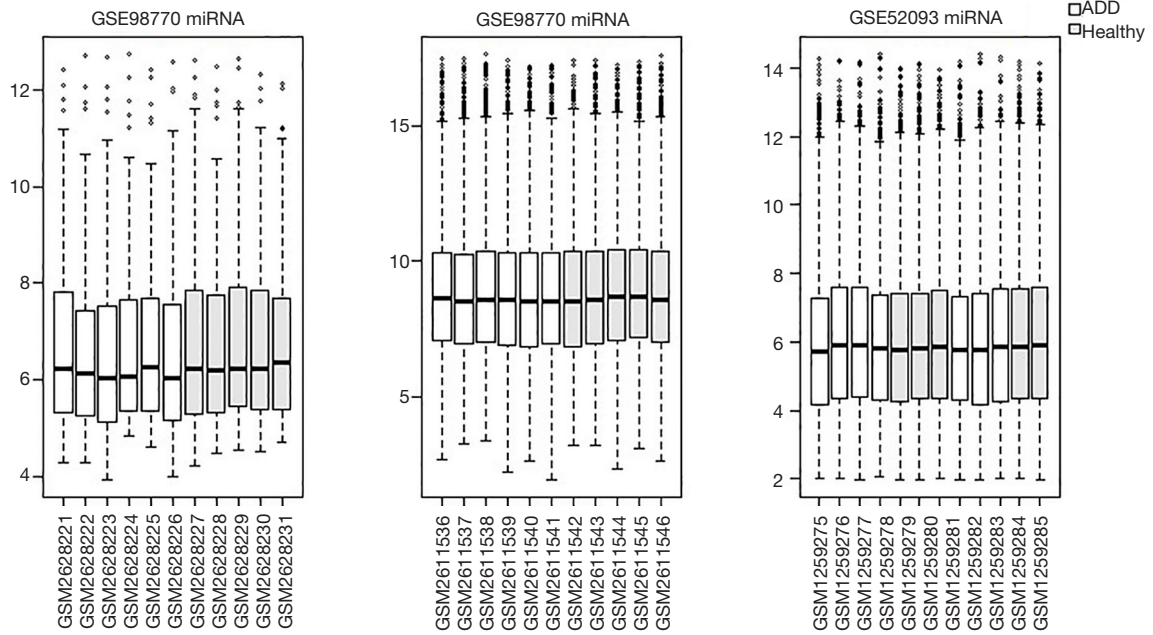 GSE98770 miRNA
12
10
8
6
4
GSM2628221
GSM2628222
GSM2628223
GSM2628224
GSM2628225
GSM2628226
GSM2628227
GSM2628228
GSM2628229
GSM2628230
GSM2628231
GSE98770 miRNA
15
10
5
GSM2611536
GSM2611537
GSM2611538
GSM2611539
GSM2611540
GSM2611541
GSM2611542
GSM2611543
GSM2611544
GSM2611545
GSM2611546
GSE52093 miRNA
14
12
10
8
6
4
2
GSM1259275
GSM1259276
GSM1259277
GSM1259278
GSM1259279
GSM1259280
GSM1259281
GSM1259282
GSM1259283
GSM1259284
GSM1259285
ADD
Healthy